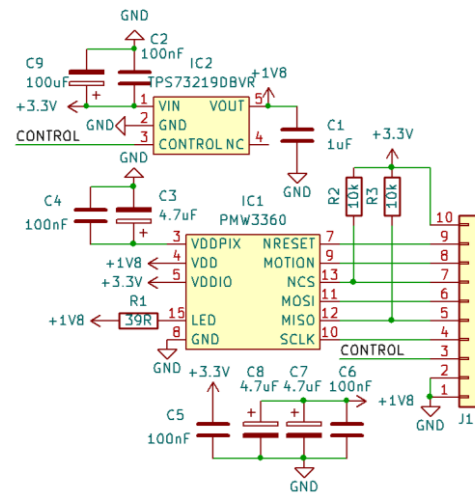 GND
C9
100uF
C2
100nF
IC2
TPS73219DBVR
+1V8
+3.3V
1 VIN VOUT 5
GND 2 GND
CONTROL 3 CONTROL NC 4
C1
1uF
GND
GND
+3.3V
C4
100nF
C3
4.7uF
IC1
PMW3360
R2
10k
R3
10k
10
3 VDDPIX NRESET 7 9
+1V8 4 VDD MOTION 9 8
+3.3V 5 VDDIO NCS 13 7
MOSI 11 6
R1
+1V8 39R 15 LED MISO 12 5
8 GND SCLK 10 4
GND
CONTROL 3
2
1
GND
J1
+3.3V
C5
100nF
C8
4.7uF
C7
4.7uF
C6
100nF
+1V8
GND